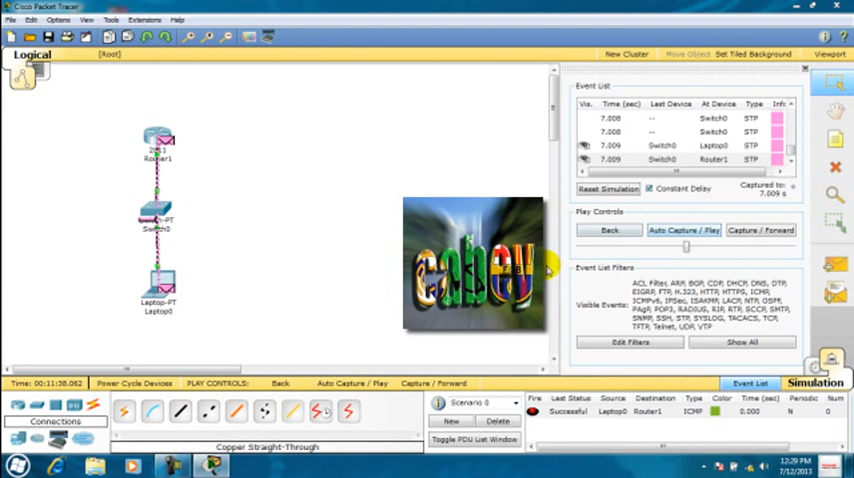 Cisco Packet Tracer
File Edit Options View Tools Extensions Help
Logical [Root] New Cluster Move Object Set Tiled Background Viewport
Event List
Vis. Time (sec) Last Device At Device Type Info
7.008 -- Switch0 STP
7.008 -- Switch0 STP
7.009 Switch0 Laptop0 STP
7.009 Switch0 Router1 STP
Reset Simulation Constant Delay Captured to:
7.009 s
Play Controls
Back Auto Capture / Play Capture / Forward
Event List Filters
Visible Events: ACL Filter, ARP, BGP, CDP, DHCP, DNS, DTP,
EIGRP, FTP, H.323, HTTP, HTTPS, ICMP,
ICMPv6, IPSec, ISAKMP, LACP, NTP, OSPF,
PAgP, POP3, RADIUS, RIP, RTP, SCCP, SMTP,
SNMP, SSH, STP, SYSLOG, TACACS, TCP,
TFTP, Telnet, UDP, VTP
Edit Filters Show All
Router1
Switch0
Laptop-PT
Laptop0
cabey
Time: 00:11:38.062 Power Cycle Devices PLAY CONTROLS: Back Auto Capture / Play Capture / Forward Event List Simulation
Connections
Copper Straight-Through
Scenario 0
New Delete
Toggle PDU List Window
Fire Last Status Source Destination Type Color Time (sec) Periodic Num
Successful Laptop0 Router1 ICMP 0.000 N 0
12:29 PM
7/12/2013